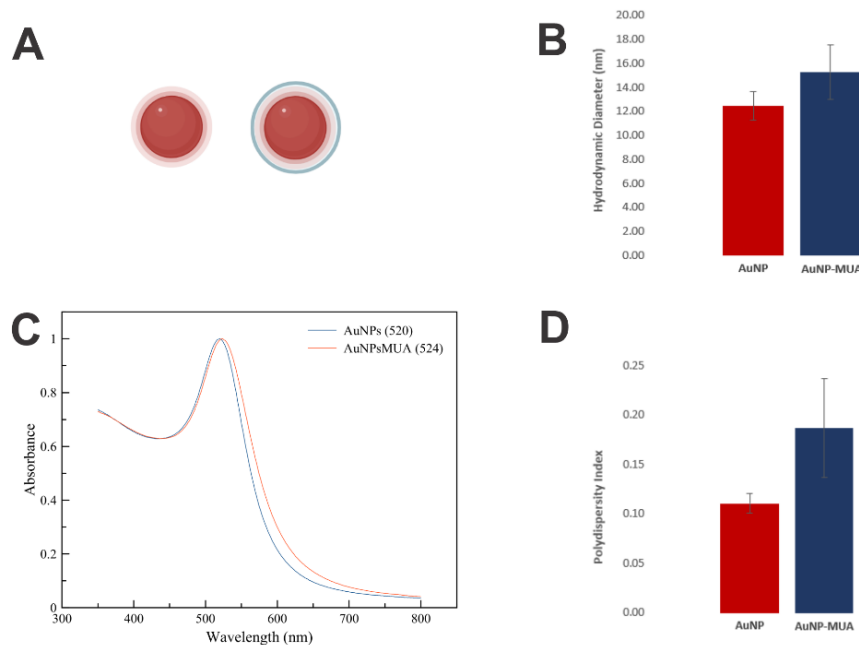 A
B
Hydrodynamic Diameter (nm)
20.00
18.00
16.00
14.00
12.00
10.00
8.00
6.00
4.00
2.00
0.00
AuNP
AuNP-MUA
C
Absorbance
1
0.8
0.6
0.4
0.2
0
300
400
500
600
700
800
Wavelength (nm)
AuNPs (520)
AuNPsMUA (524)
D
Polydispersity Index
0.25
0.20
0.15
0.10
0.05
0.00
AuNP
AuNP-MUA